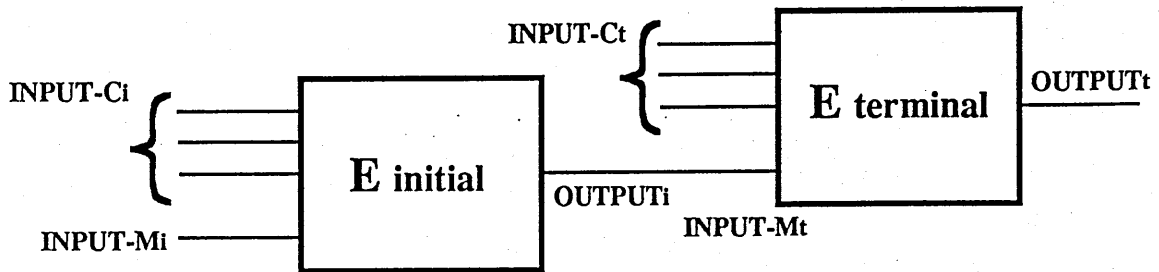 INPUT-Ct
INPUT-Ci
E terminal
OUTPUTt
E initial
OUTPUTi
INPUT-Mt
INPUT-Mi